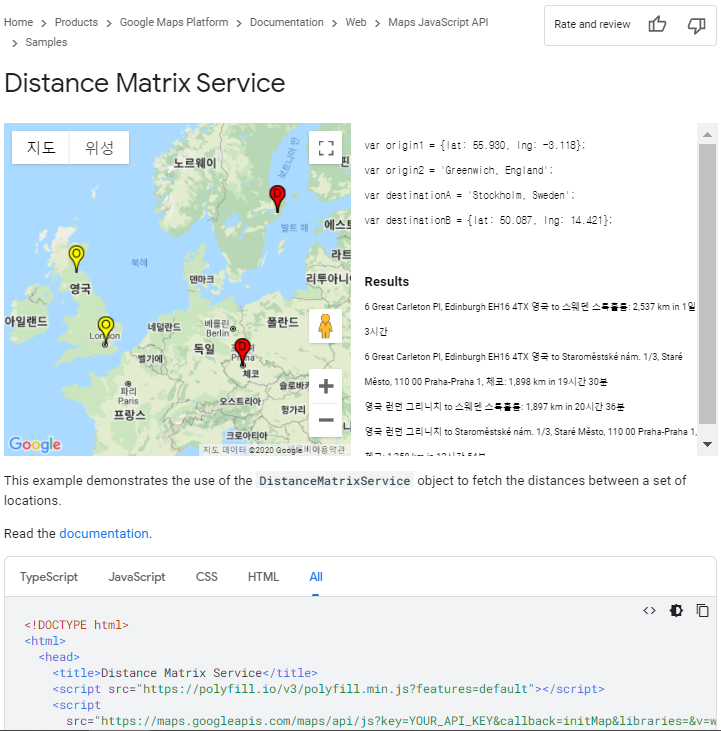 Home > Products > Google Maps Platform > Documentation > Web > Maps JavaScript API
> Samples
Rate and review
Distance Matrix Service
지도 위성
노르웨이
보트니아 만
핀
에스토
발트 해
라트
북해
덴마크
리투아니
영국
아일랜드
London
네덜란드
베를린
Berlin
폴란드
독일
Praha
벨기에
체코
파리
Paris
슬로바키
오스트리아
헝가리
프랑스
크로아티아
Google
지도 데이터 ©2020 Google
이용약관
var origin1 = {lat: 55.930, lng: -3.118};
var origin2 = 'Greenwich, England';
var destinationA = 'Stockholm, Sweden';
var destinationB = {lat: 50.087, lng: 14.421};
Results
6 Great Carleton Pl, Edinburgh EH16 4TX 영국 to 스웨덴 스톡홀름: 2,537 km in 1일
3시간
6 Great Carleton Pl, Edinburgh EH16 4TX 영국 to Staroměstské nám. 1/3, Staré
Město, 110 00 Praha-Praha 1, 체코: 1,898 km in 19시간 30분
영국 런던 그리니치 to 스웨덴 스톡홀름: 1,897 km in 20시간 36분
영국 런던 그리니치 to Staroměstské nám. 1/3, Staré Město, 110 00 Praha-Praha 1,
This example demonstrates the use of the DistanceMatrixService object to fetch the distances between a set of
locations.
Read the documentation.
TypeScript JavaScript CSS HTML All
<!DOCTYPE html>
<html>
<head>
<title>Distance Matrix Service</title>
<script src="https://polyfill.io/v3/polyfill.min.js?features=default"></script>
<script
src="https://maps.googleapis.com/maps/api/js?key=YOUR_API_KEY&callback=initMap&libraries=&v=w